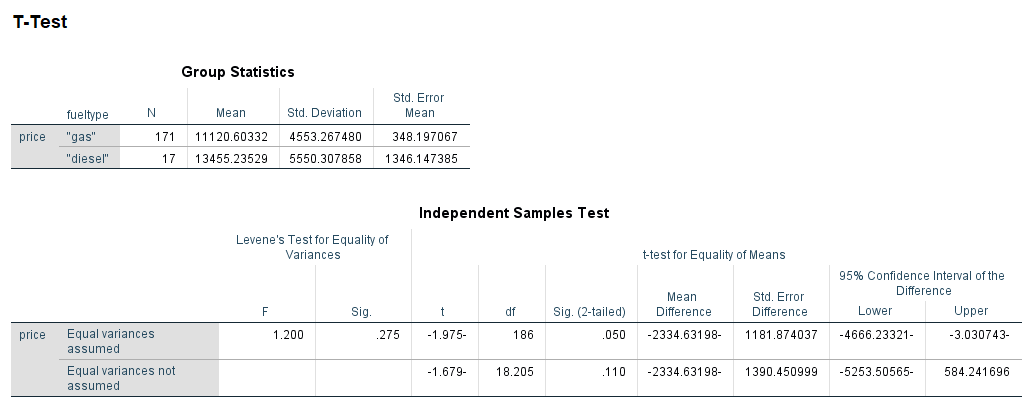 T-Test
Group Statistics
fueltype N Mean Std. Deviation Std. Error Mean
price "gas" 171 11120.60332 4553.267480 348.197067
"diesel" 17 13455.23529 5550.307858 1346.147385
Independent Samples Test
Levene's Test for Equality of Variances
t-test for Equality of Means
95% Confidence Interval of the Difference
F Sig. t df Sig. (2-tailed) Mean Difference Std. Error Difference Lower Upper
price Equal variances assumed 1.200 .275 -1.975- 186 .050 -2334.63198- 1181.874037 -4666.23321- -3.030743-
Equal variances not assumed -1.679- 18.205 .110 -2334.63198- 1390.450999 -5253.50565- 584.241696